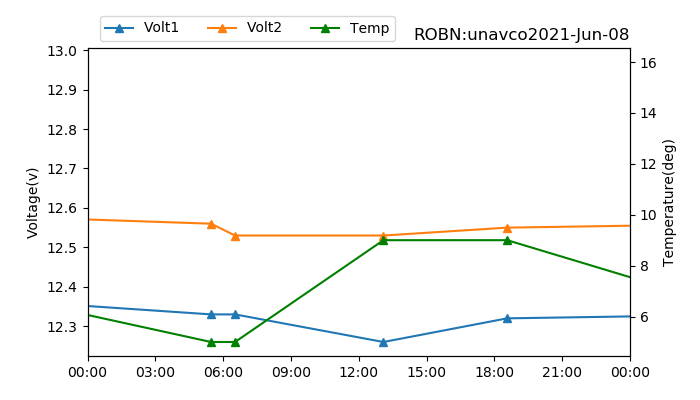 Volt1 Volt2 Temp
ROBN:unavco2021-Jun-08
13.0
12.9
12.8
12.7
12.6
12.5
12.4
12.3
Voltage(v)
16
14
12
10
8
6
Temperature(deg)
00:00 03:00 06:00 09:00 12:00 15:00 18:00 21:00 00:00